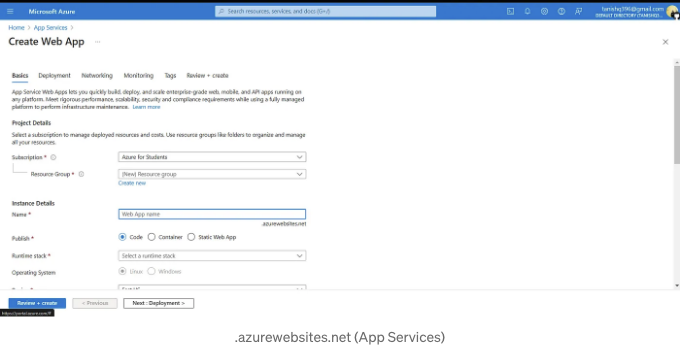 Microsoft Azure
Search resources, services, and docs (G+/)
tanishq196@gmail.com
DEFAULT DIRECTORY (TANISHQ...
Home > App Services >
Create Web App ...
Basics Deployment Networking Monitoring Tags Review + create
App Service Web Apps lets you quickly build, deploy, and scale enterprise-grade web, mobile, and API apps running on
any platform. Meet rigorous performance, scalability, security and compliance requirements while using a fully managed
platform to perform infrastructure maintenance. Learn more
Project Details
Select a subscription to manage deployed resources and costs. Use resource groups like folders to organize and manage
all your resources.
Subscription * Azure for Students
Resource Group * (New) Resource group
Create new
Instance Details
Name * Web App name
.azurewebsites.net
Publish * Code Container Static Web App
Runtime stack * Select a runtime stack
Operating System Linux Windows
Review + create < Previous Next : Deployment >
.azurewebsites.net (App Services)